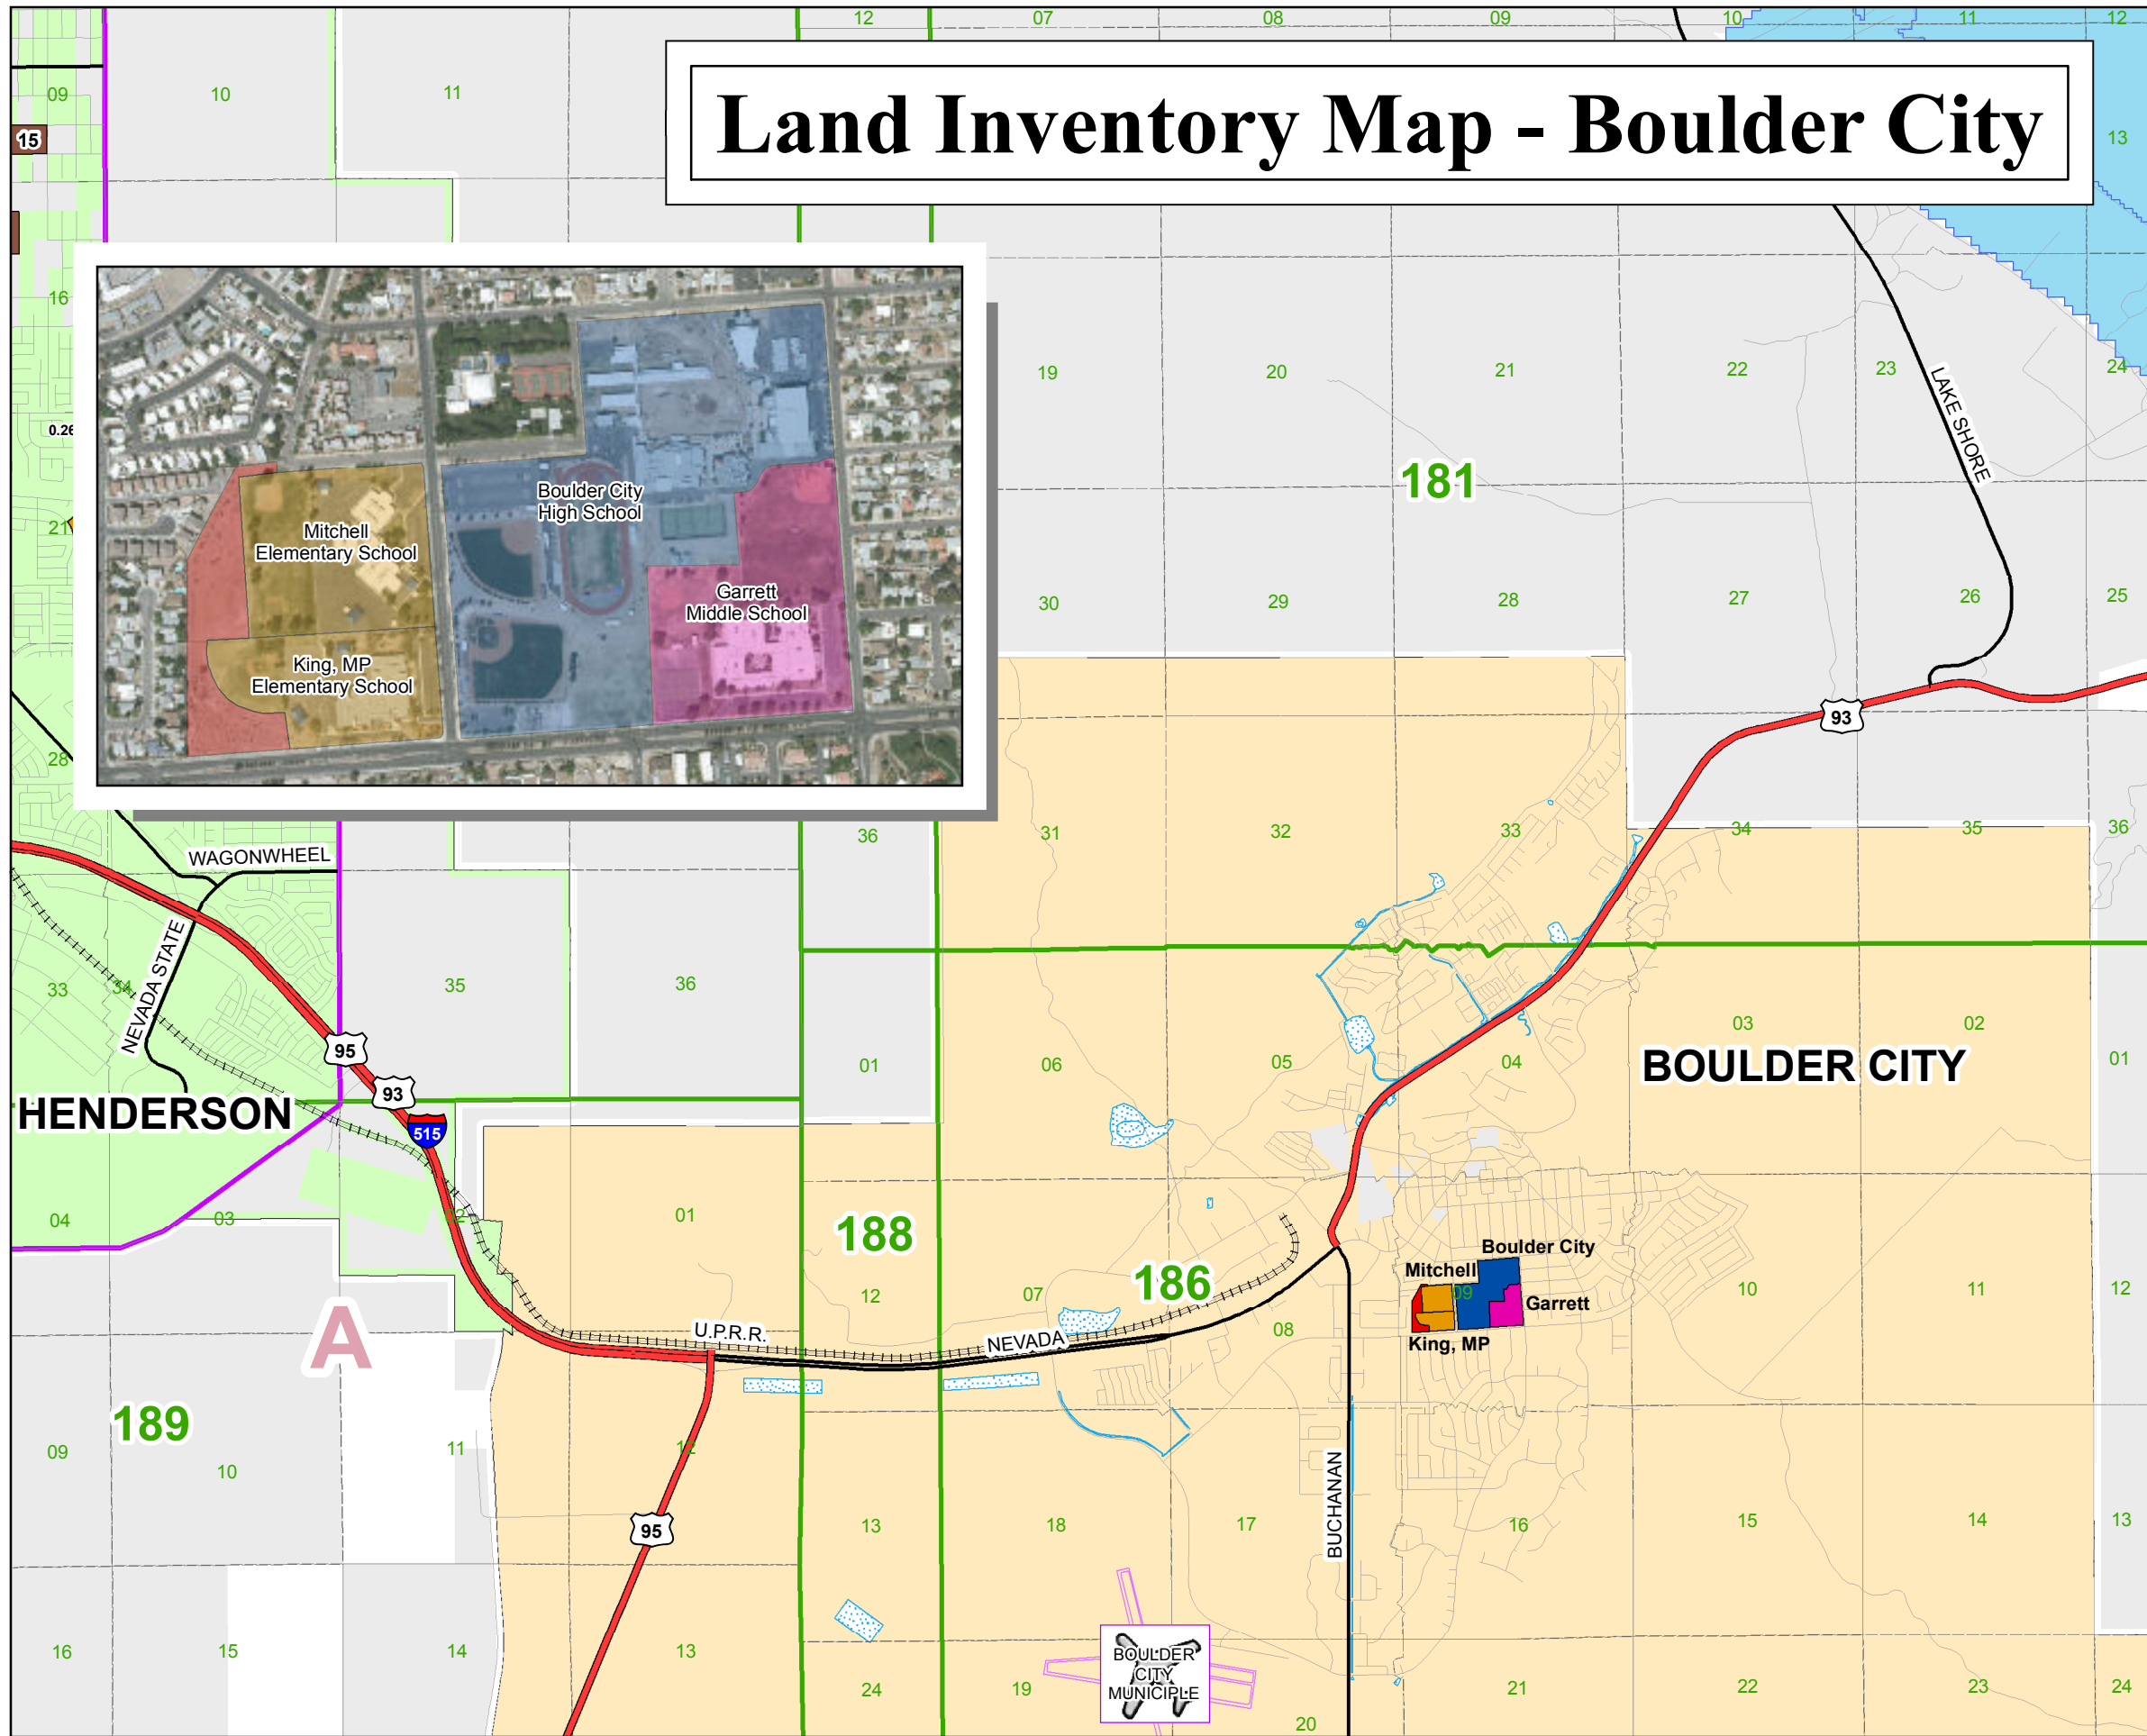 12 07 08 09 10 11 12
Land Inventory Map - Boulder City
09 10 11
15
13
16
0.26
21
28
Boulder City
High School
Mitchell
Elementary School
Garrett
Middle School
King, MP
Elementary School
19 20 21 22 23 24
LAKE SHORE
181
30 29 28 27 26 25
93
36 31 32 33 34 35 36
WAGONWHEEL
NEVADA STATE
33 34 35 36
95
93
515
HENDERSON
01 06 05 04 03 02 01
BOULDER CITY
04 03 02 01
188
186
12 07 08 09 10 11 12
Boulder City
Mitchell
Garrett
King, MP
A
U.P.R.R.
NEVADA
189
09 10 11 12
95
BUCHANAN
13 18 17 16 15 14 13
16 15 14 13
BOULDER
CITY
MUNICIPLE
24 19 20 21 22 23 24